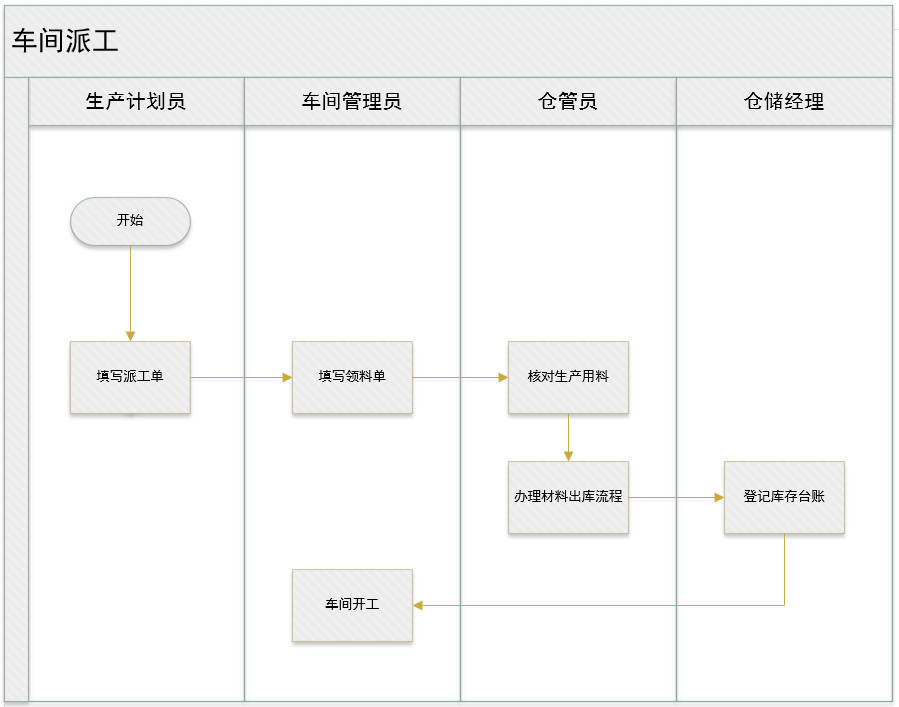 车间派工
生产计划员
车间管理员
仓管员
仓储经理
开始
填写派工单
填写领料单
核对生产用料
办理材料出库流程
登记库存台账
车间开工